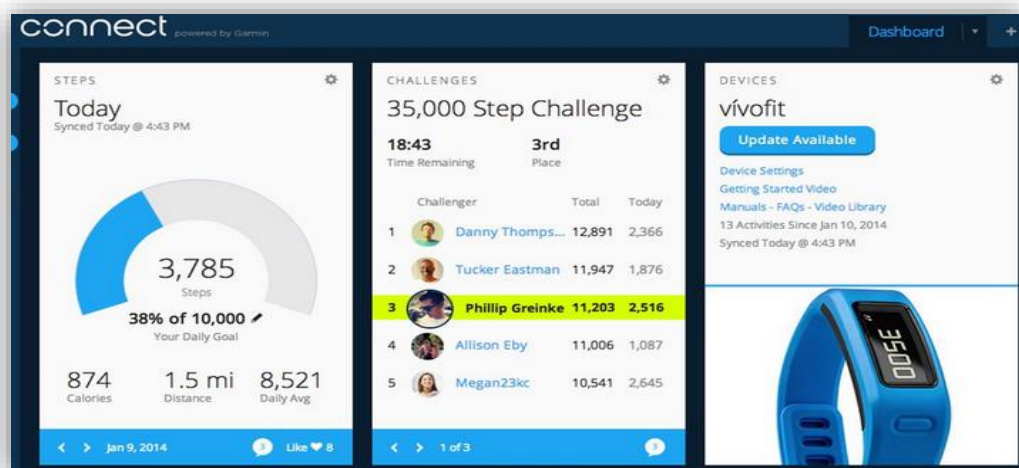 connect powered by Garmin
Dashboard
STEPS
Today
Synced Today @ 4:43 PM
3,785
Steps
38% of 10,000
Your Daily Goal
874 1.5 mi 8,521
Calories Distance Daily Avg
Jan 9, 2014 3 Like 8
CHALLENGES
35,000 Step Challenge
18:43 3rd
Time Remaining Place
Challenger Total Today
1 Danny Thomps... 12,891 2,366
2 Tucker Eastman 11,947 1,876
3 Phillip Greinke 11,203 2,516
4 Allison Eby 11,006 1,087
5 Megan23kc 10,541 2,645
1 of 3 3
DEVICES
vívofit
Update Available
Device Settings
Getting Started Video
Manuals - FAQs - Video Library
13 Activities Since Jan 10, 2014
Synced Today @ 4:43 PM
3500